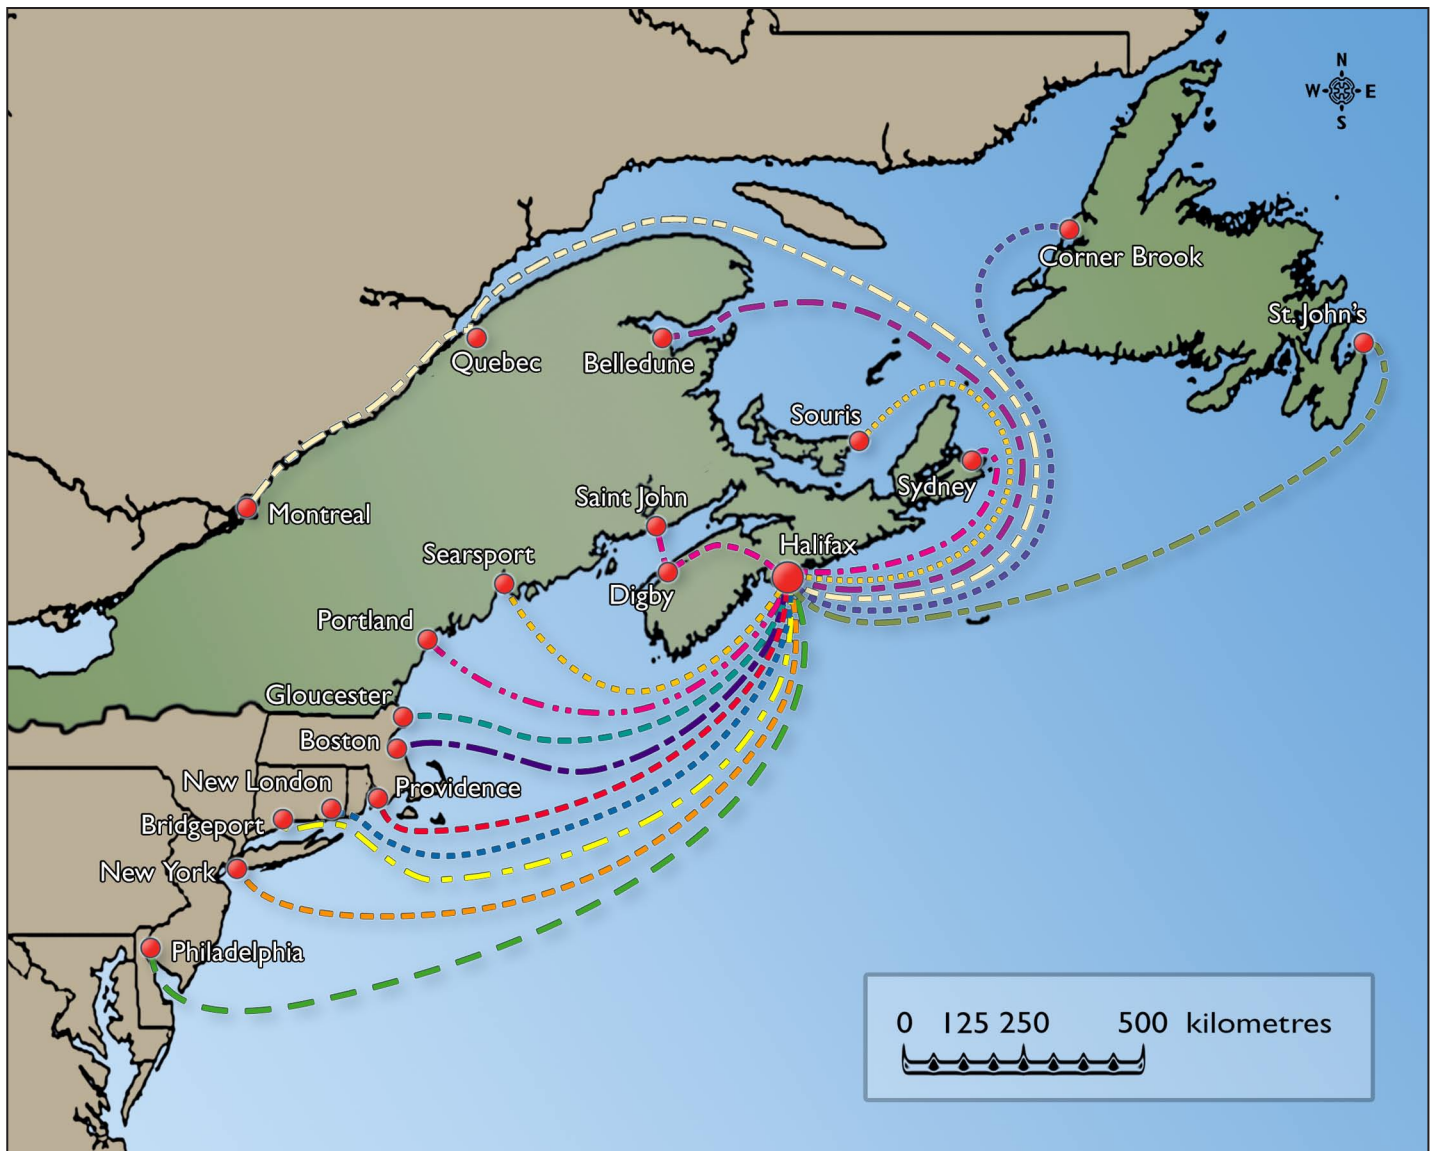 N
W E
S
Corner Brook
St. John's
Quebec
Belledune
Souris
Sydney
Saint John
Montreal
Halifax
Searsport
Digby
Portland
Gloucester
Boston
New London
Providence
Bridgeport
New York
Philadelphia
0 125 250 500 kilometres